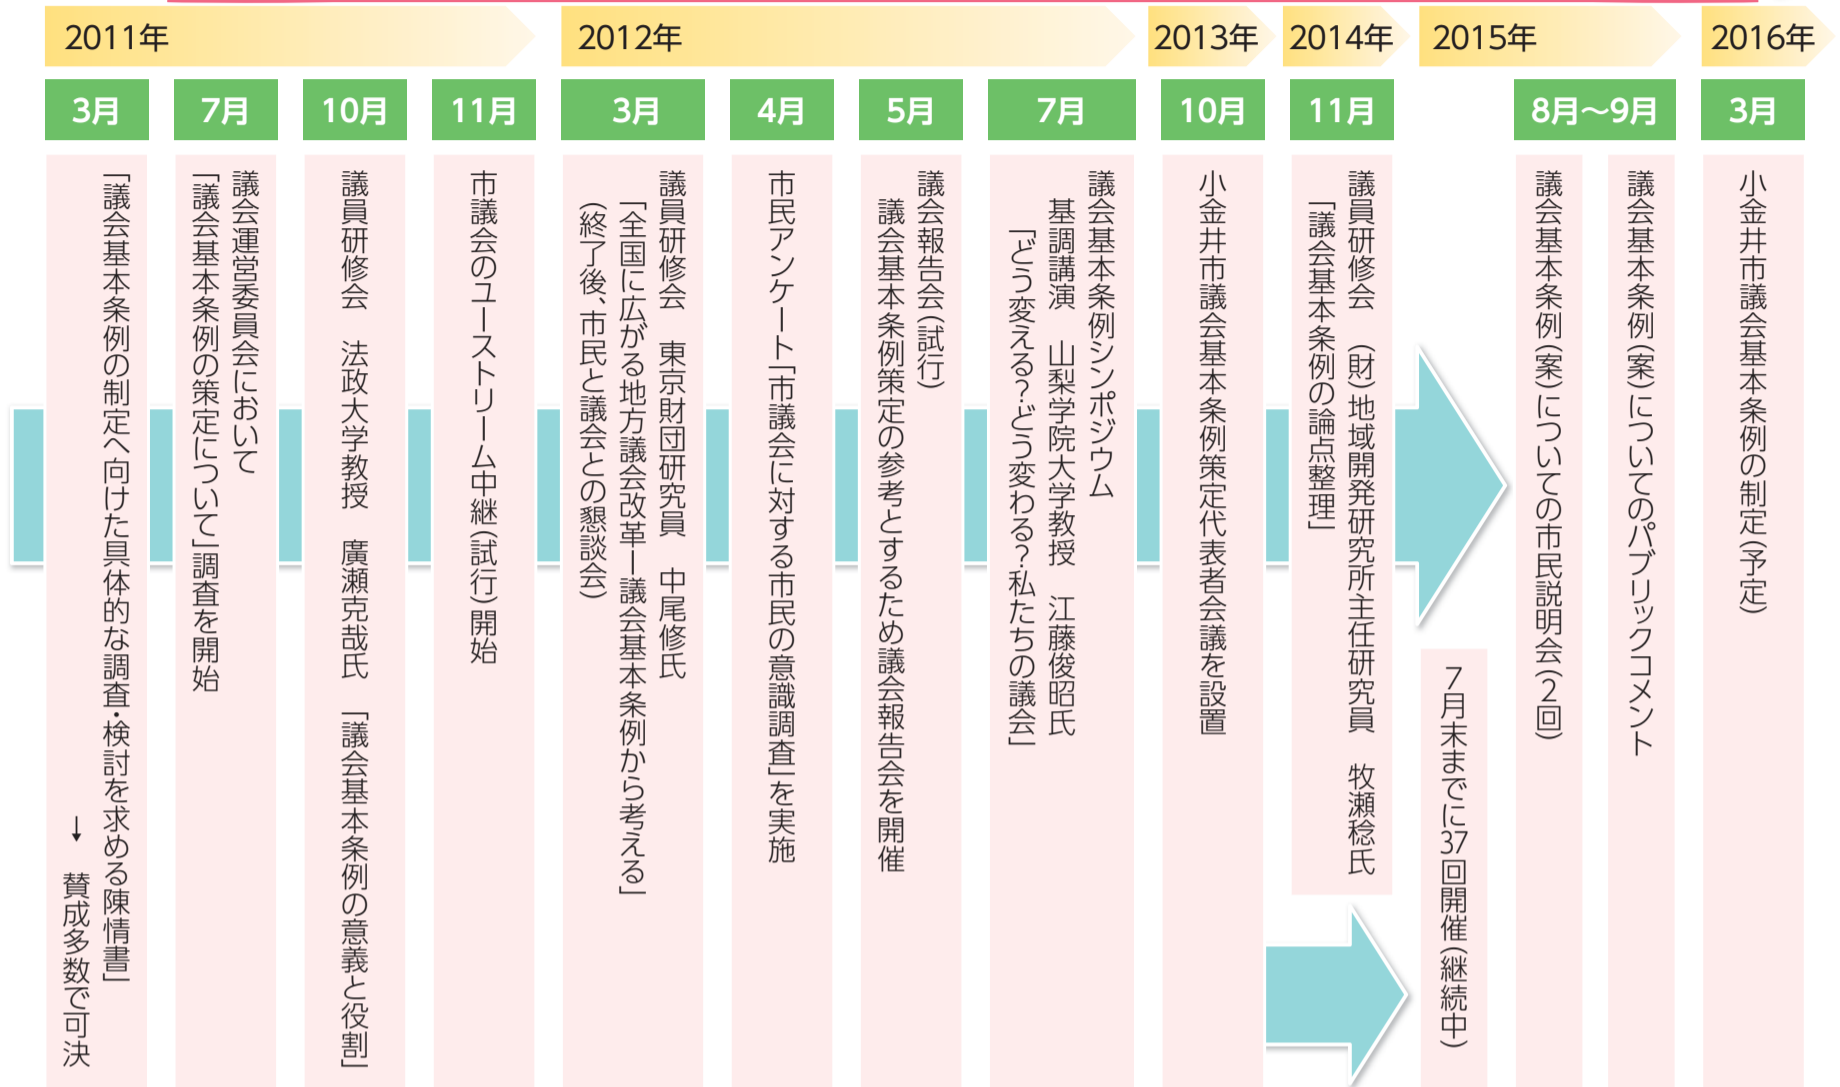 2011年
3月
「議会基本条例の制定へ向けた具体的な調査・検討を求める陳情書」
→ 賛成多数で可決
7月
議会運営委員会において
「議会基本条例の策定について」調査を開始
10月
議員研修会 法政大学教授 廣瀬克哉氏 「議会基本条例の意義と役割」
11月
市議会のユーストリーム中継(試行)開始
2012年
3月
議員研修会 東京財団研究員 中尾修氏
「全国に広がる地方議会改革ー議会基本条例から考える」
(終了後、市民と議会との懇談会)
4月
市民アンケート「市議会に対する市民の意識調査」を実施
5月
議会報告会(試行)
議会基本条例策定の参考とするため議会報告会を開催
7月
議会基本条例シンポジウム
基調講演 山梨学院大学教授 江藤俊昭氏
「どう変える?どう変わる?私たちの議会」
2013年
10月
小金井市議会基本条例策定代表者会議を設置
2014年
11月
議員研修会 (財)地域開発研究所主任研究員 牧瀬稔氏
「議会基本条例の論点整理」
2015年
7月末までに37回開催(継続中)
8月〜9月
議会基本条例(案)についての市民説明会(2回)
議会基本条例(案)についてのパブリックコメント
2016年
3月
小金井市議会基本条例の制定(予定)